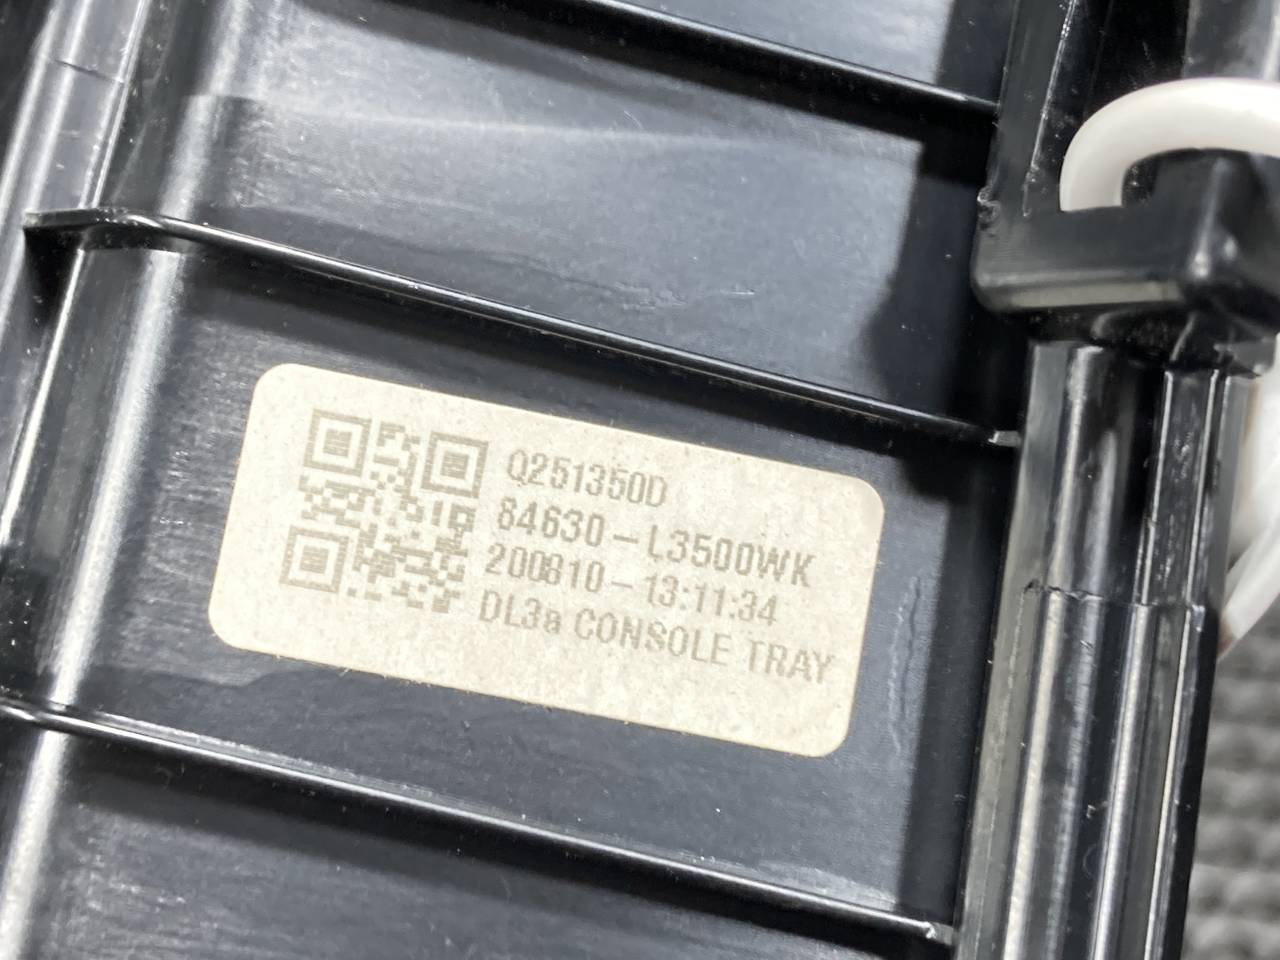 Q251350D
84630-L3500WK
200810-13:11:34
DL3a CONSOLE TRAY